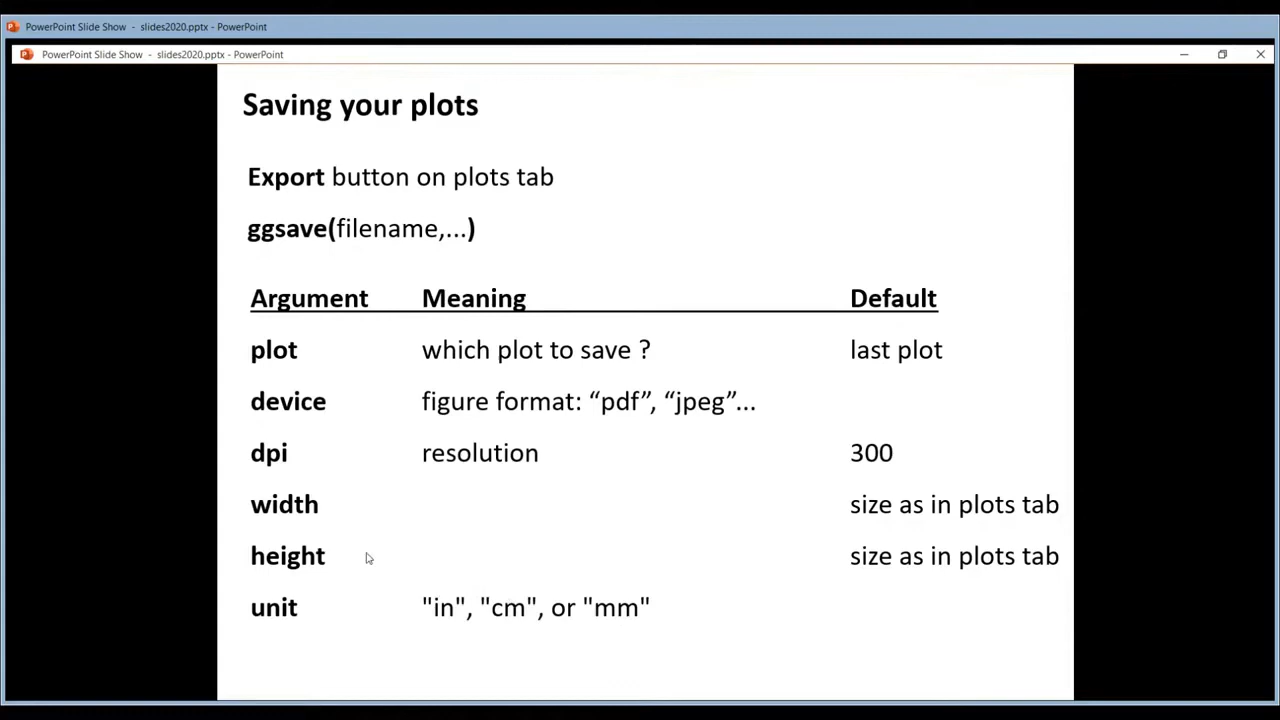 PowerPoint Slide Show - slides2020.pptx - PowerPoint
PowerPoint Slide Show - slides2020.pptx - PowerPoint
Saving your plots
Export button on plots tab
ggsave(filename,...)
Argument Meaning Default
plot which plot to save ? last plot
device figure format: “pdf”, “jpeg”...
dpi resolution 300
width size as in plots tab
height size as in plots tab
unit "in", "cm", or "mm"